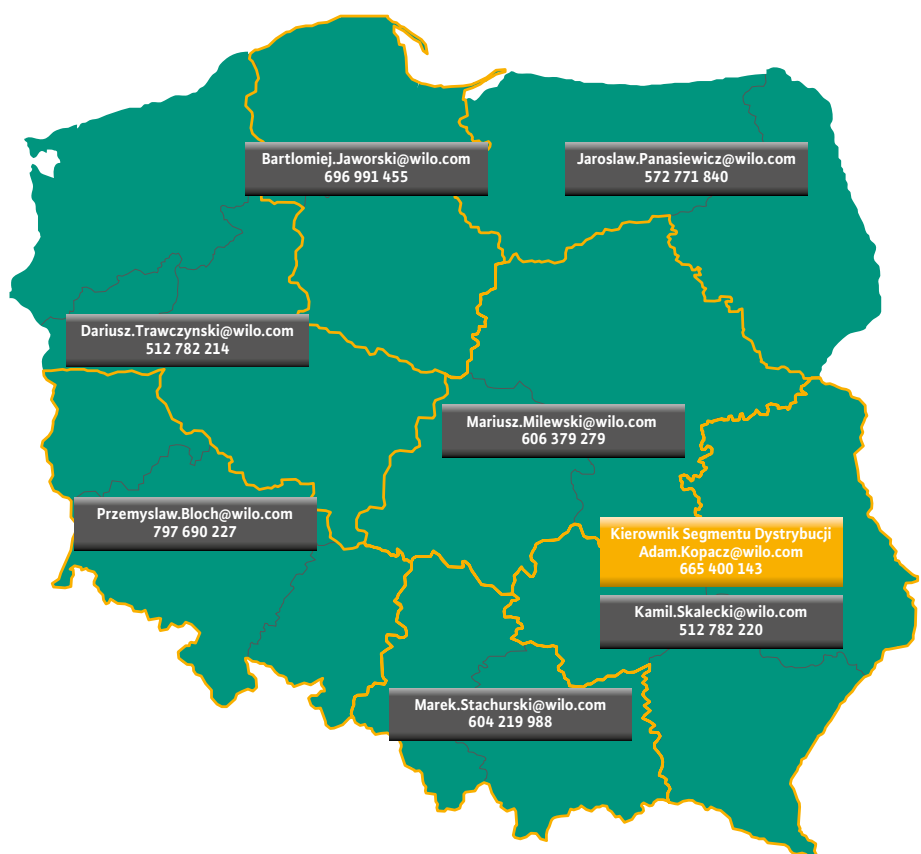 Bartlomiej.Jaworski@wilo.com
696 991 455
Jaroslaw.Panasiewicz@wilo.com
572 771 840
Dariusz.Trawczynski@wilo.com
512 782 214
Mariusz.Milewski@wilo.com
606 379 279
Przemyslaw.Bloch@wilo.com
797 690 227
Kierownik Segmentu Dystrybucji
Adam.Kopacz@wilo.com
665 400 143
Kamil.Skalecki@wilo.com
512 782 220
Marek.Stachurski@wilo.com
604 219 988